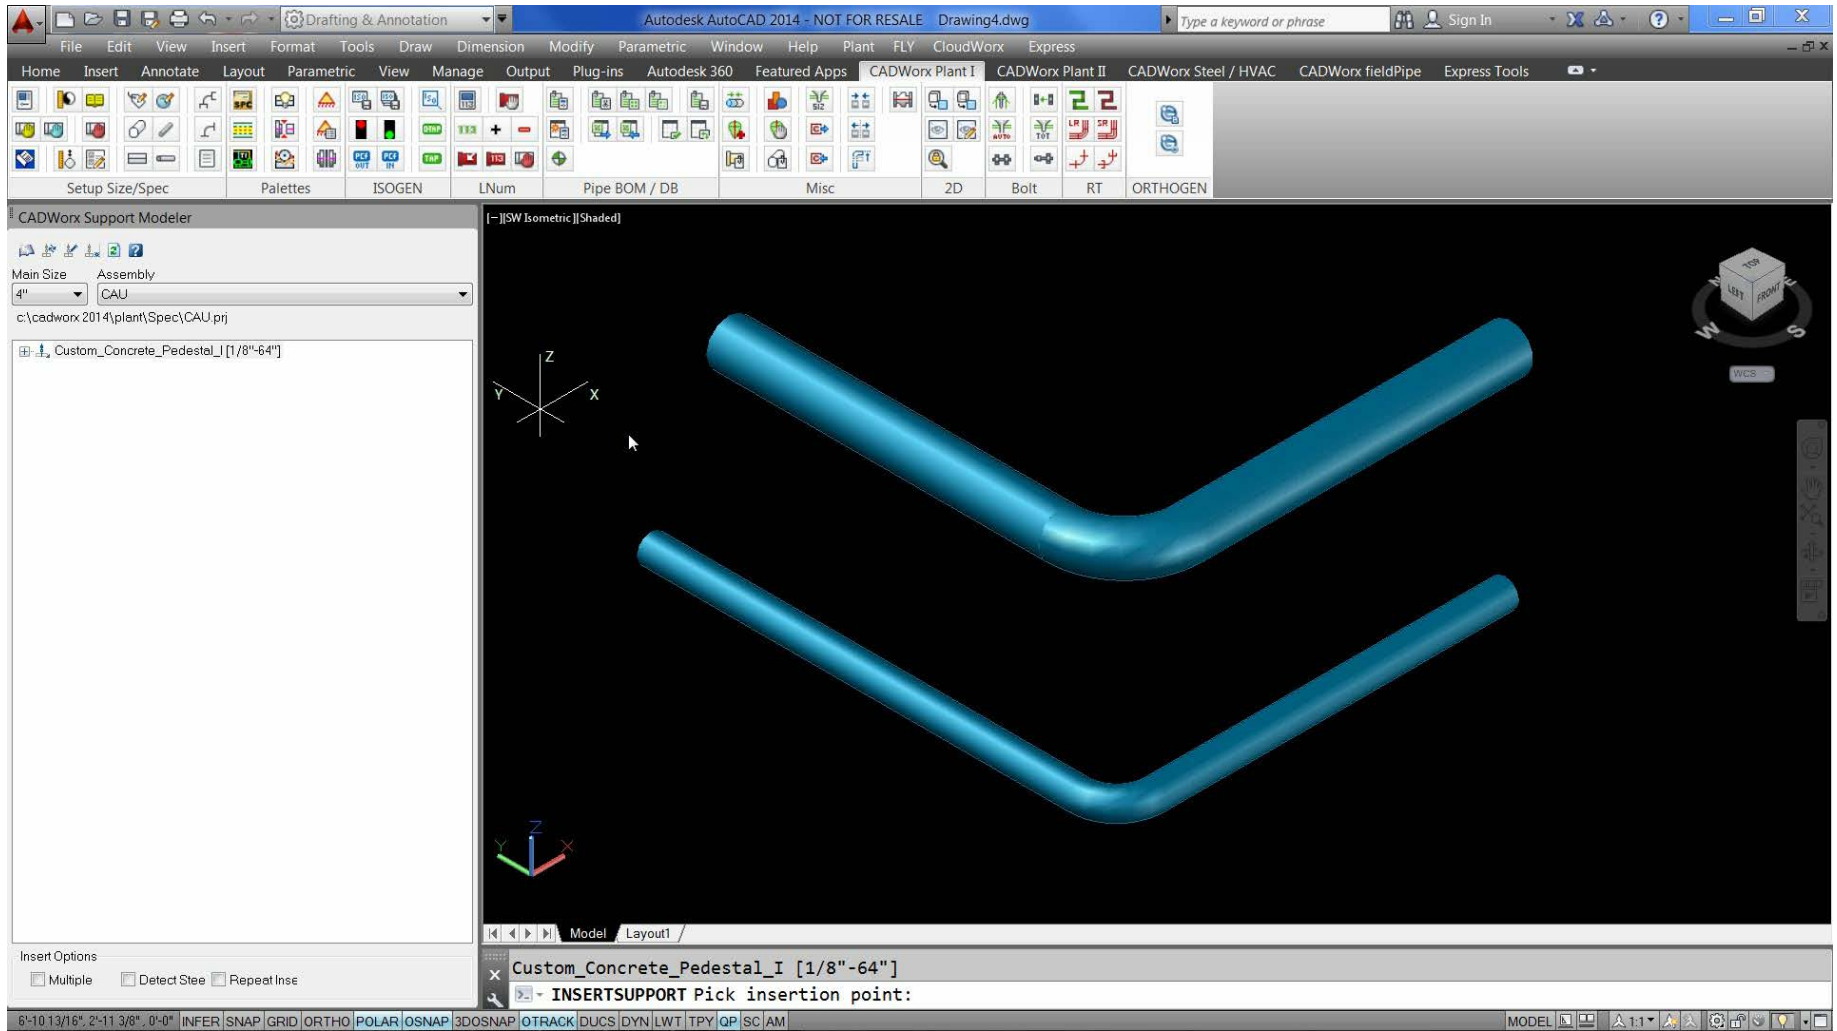 Drafting & Annotation
Autodesk AutoCAD 2014 - NOT FOR RESALE Drawing4.dwg
Type a keyword or phrase
Sign In
File Edit View Insert Format Tools Draw Dimension Modify Parametric Window Help Plant FLY CloudWorx Express
Home Insert Annotate Layout Parametric View Manage Output Plug-ins Autodesk 360 Featured Apps CADWorx Plant I CADWorx Plant II CADWorx Steel / HVAC CADWorx fieldPipe Express Tools
Setup Size/Spec Palettes ISOGEN LNum Pipe BOM / DB Misc 2D Bolt RT ORTHOGEN
CADWorx Support Modeler
[−][SW Isometric][Shaded]
Main Size Assembly
4" CAU
c:\cadworx 2014\plant\Spec\CAU.prj
Custom_Concrete_Pedestal_I [1/8"-64"]
Z
Y X
TOP
LEFT FRONT
W S
WCS
Z
Y X
Model Layout1
Insert Options
Multiple Detect Stee Repeat Inse
Custom_Concrete_Pedestal_I [1/8"-64"]
INSERTSUPPORT Pick insertion point:
6'-10 13/16", 2'-11 3/8", 0'-0" INFER SNAP GRID ORTHO POLAR OSNAP 3DOSNAP OTRACK DUCS DYN LWT TPY QP SC AM MODEL 1:1